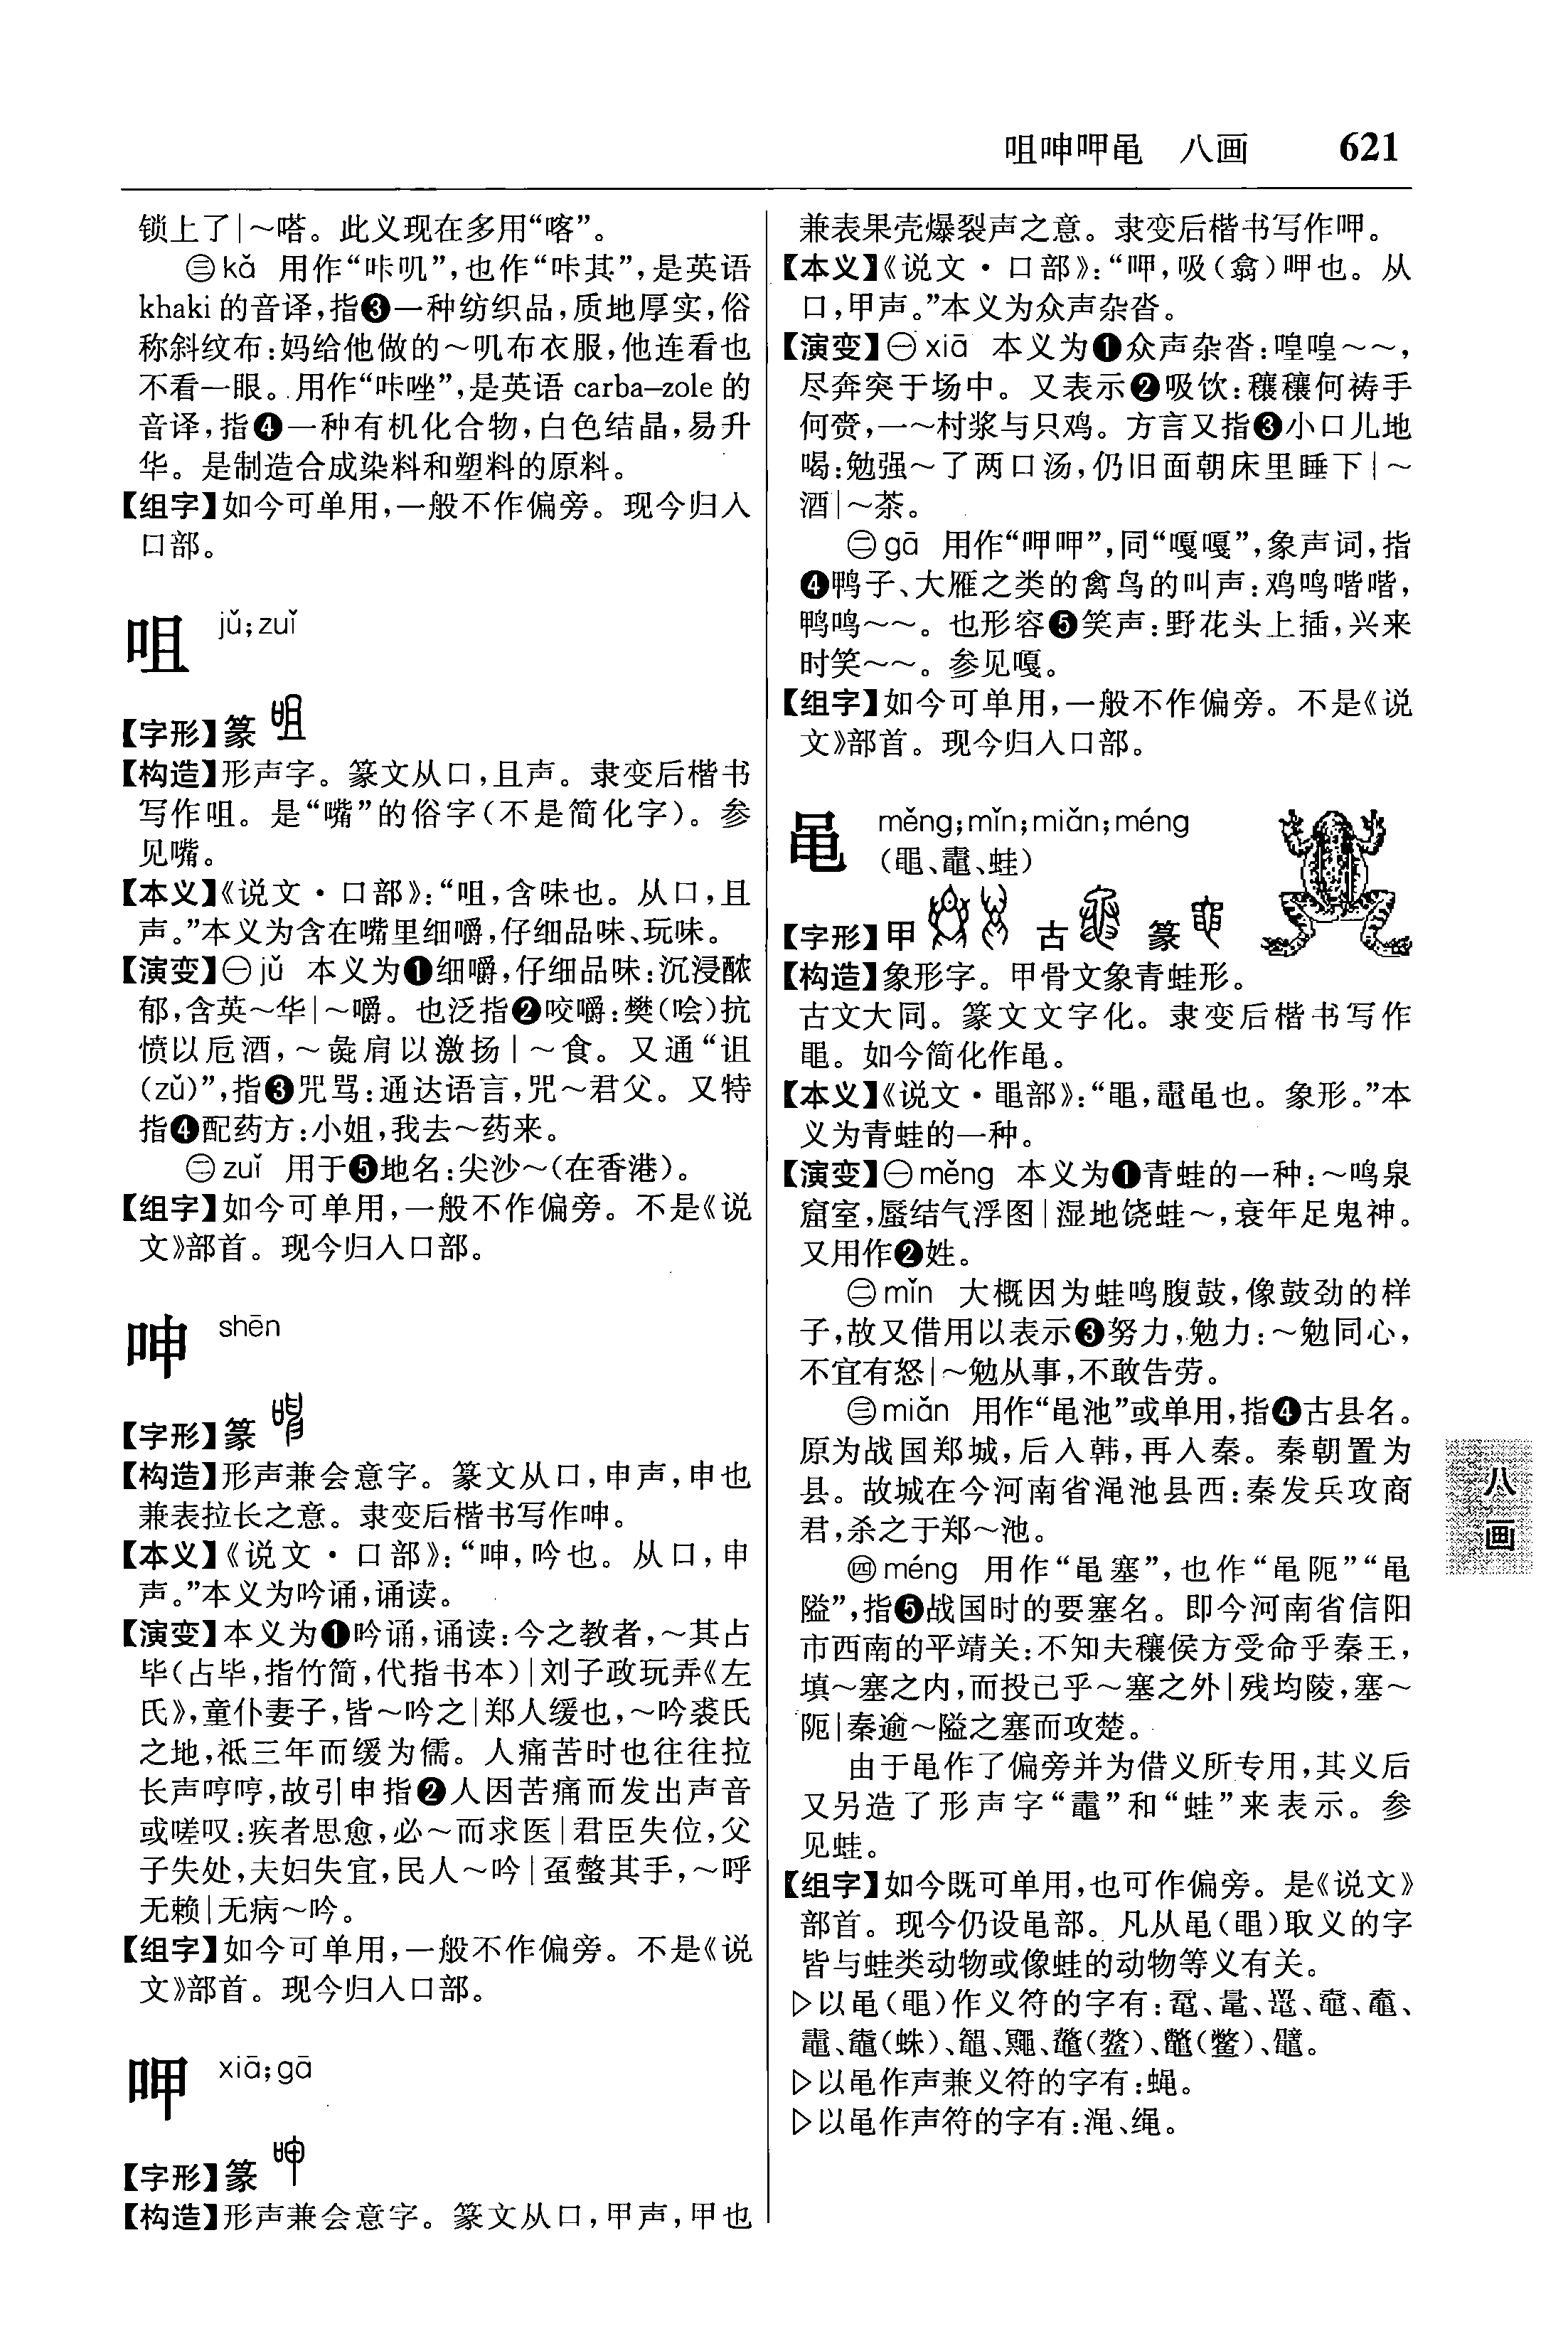 咀呻呷黾　八画　621
锁上了|～嗒。此义现在多用“喀”。
㊂kǎ　用作“咔叽”,也作“咔其”,是英语
khaki的音译,指❸一种纺织品,质地厚实,俗
称斜纹布:妈给他做的～叽布衣服,他连看也
不看一眼。用作“咔唑”,是英语carba–zole的
音译,指❹一种有机化合物,白色结晶,易升
华。是制造合成染料和塑料的原料。
【组字】如今可单用,一般不作偏旁。现今归入
口部。
咀　jǔ;zuǐ
【字形】篆
【构造】形声字。篆文从口,且声。隶变后楷书
写作咀。是“嘴”的俗字(不是简化字)。参
见嘴。
【本义】《说文·口部》:“咀,含味也。从口,且
声。”本义为含在嘴里细嚼,仔细品味、玩味。
【演变】㊀jǔ　本义为❶细嚼,仔细品味:沉浸醲
郁,含英～华|～嚼。也泛指❷咬嚼:樊(哙)抗
愤以卮酒,～彘肩以激扬|～食。又通“诅
(zǔ)”,指❸咒骂:通达语言,咒～君父。又特
指❹配药方:小姐,我去～药来。
㊁zuǐ　用于❺地名:尖沙～(在香港)。
【组字】如今可单用,一般不作偏旁。不是《说
文》部首。现今归入口部。
呻　shēn
【字形】篆
【构造】形声兼会意字。篆文从口,申声,申也
兼表拉长之意。隶变后楷书写作呻。
【本义】《说文·口部》:“呻,吟也。从口,申
声。”本义为吟诵,诵读。
【演变】本义为❶吟诵,诵读:今之教者,～其占
毕(占毕,指竹简,代指书本)|刘子政玩弄《左
氏》,童仆妻子,皆～吟之|郑人缓也,～吟裘氏
之地,祗三年而缓为儒。人痛苦时也往往拉
长声哼哼,故引申指❷人因苦痛而发出声音
或嗟叹:疾者思愈,必～而求医|君臣失位,父
子失处,夫妇失宜,民人～吟|虿螫其手,～呼
无赖|无病～吟。
【组字】如今可单用,一般不作偏旁。不是《说
文》部首。现今归入口部。
呷　xiā;gā
【字形】篆
【构造】形声兼会意字。篆文从口,甲声,甲也
兼表果壳爆裂声之意。隶变后楷书写作呷。
【本义】《说文·口部》:“呷,吸(翕)呷也。从
口,甲声。”本义为众声杂沓。
【演变】㊀xiā　本义为❶众声杂沓:喤喤～～,
尽奔突于场中。又表示❷吸饮:穰穰何祷手
何赍,一～村浆与只鸡。方言又指❸小口儿地
喝:勉强～了两口汤,仍旧面朝床里睡下|～
酒|～茶。
㊁gā　用作“呷呷”,同“嘎嘎”,象声词,指
❹鸭子、大雁之类的禽鸟的叫声:鸡鸣喈喈,
鸭鸣～～。也形容❺笑声:野花头上插,兴来
时笑～～。参见嘎。
【组字】如今可单用,一般不作偏旁。不是《说
文》部首。现今归入口部。
黾　měng;mǐn;miǎn;méng
(黽、鼃、蛙)
【字形】甲　古　篆
【构造】象形字。甲骨文象青蛙形。
古文大同。篆文文字化。隶变后楷书写作
黽。如今简化作黾。
【本义】《说文·黽部》:“黽,鼃黾也。象形。”本
义为青蛙的一种。
【演变】㊀měng　本义为❶青蛙的一种:～鸣泉
窟室,蜃结气浮图|湿地饶蛙～,衰年足鬼神。
又用作❷姓。
㊁mǐn　大概因为蛙鸣腹鼓,像鼓劲的样
子,故又借用以表示❸努力,勉力:～勉同心,
不宜有怒|～勉从事,不敢告劳。
㊂miǎn　用作“黾池”或单用,指❹古县名。
原为战国郑城,后入韩,再入秦。秦朝置为
县。故城在今河南省渑池县西:秦发兵攻商
君,杀之于郑～池。
㊃méng　用作“黾塞”,也作“黾阨”“黾
隘”,指❺战国时的要塞名。即今河南省信阳
市西南的平靖关:不知夫穰侯方受命乎秦王,
填～塞之内,而投己乎～塞之外|残均陵,塞～
阨|秦逾～隘之塞而攻楚。
由于黾作了偏旁并为借义所专用,其义后
又另造了形声字“鼃”和“蛙”来表示。参
见蛙。
【组字】如今既可单用,也可作偏旁。是《说文》
部首。现今仍设黾部。凡从黾(黽)取义的字
皆与蛙类动物或像蛙的动物等义有关。
▷以黾(黽)作义符的字有:鼋、鼌、
鼃、鼄(蛛)、鼅、鼊、鳌(鳌)、鳖(鳖)、鼍。
▷以黾作声兼义符的字有:蝇。
▷以黾作声符的字有:渑、绳。
八画